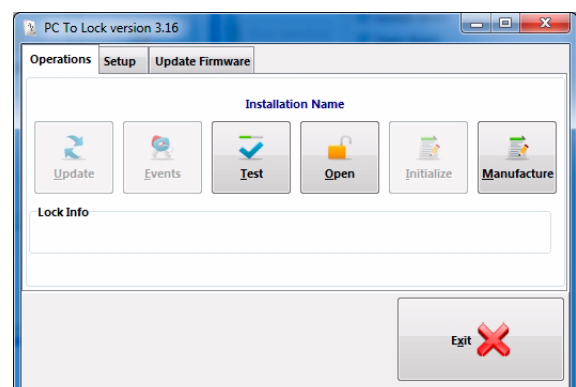 PC To Lock version 3.16
Operations Setup Update Firmware
Installation Name
Update Events Test Open Initialize Manufacture
Lock Info
Exit